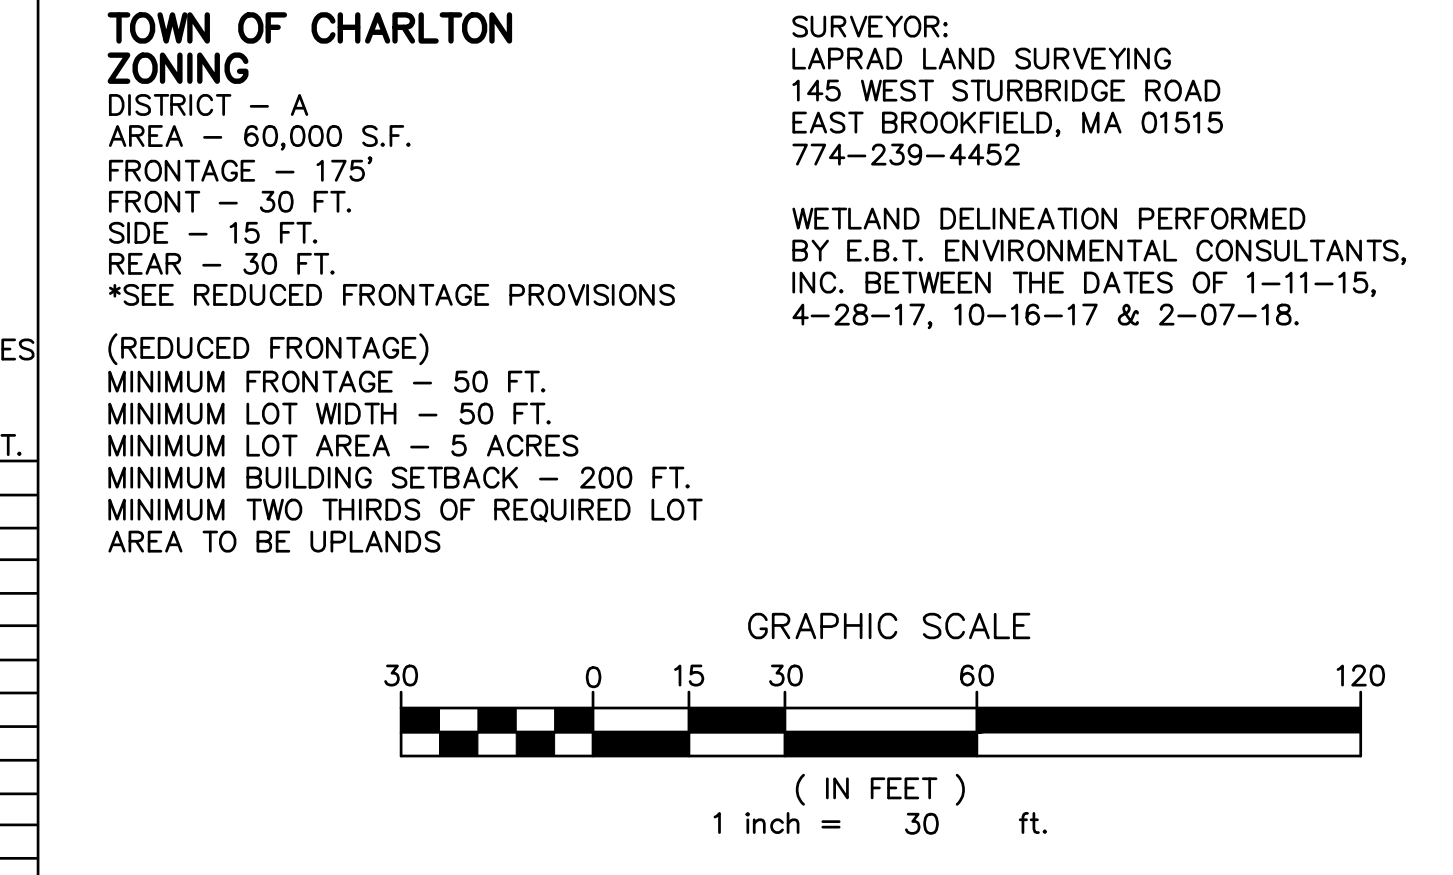 TOWN OF CHARLTON
ZONING
DISTRICT – A
AREA – 60,000 S.F.
FRONTAGE – 175'
FRONT – 30 FT.
SIDE – 15 FT.
REAR – 30 FT.
*SEE REDUCED FRONTAGE PROVISIONS
(REDUCED FRONTAGE)
MINIMUM FRONTAGE – 50 FT.
MINIMUM LOT WIDTH – 50 FT.
MINIMUM LOT AREA – 5 ACRES
MINIMUM BUILDING SETBACK – 200 FT.
MINIMUM TWO THIRDS OF REQUIRED LOT
AREA TO BE UPLANDS
SURVEYOR:
LAPRAD LAND SURVEYING
145 WEST STURBRIDGE ROAD
EAST BROOKFIELD, MA 01515
774–239–4452
WETLAND DELINEATION PERFORMED
BY E.B.T. ENVIRONMENTAL CONSULTANTS,
INC. BETWEEN THE DATES OF 1–11–15,
4–28–17, 10–16–17 & 2–07–18.
ES
T.
GRAPHIC SCALE
30 0 15 30 60 120
( IN FEET )
1 inch = 30 ft.